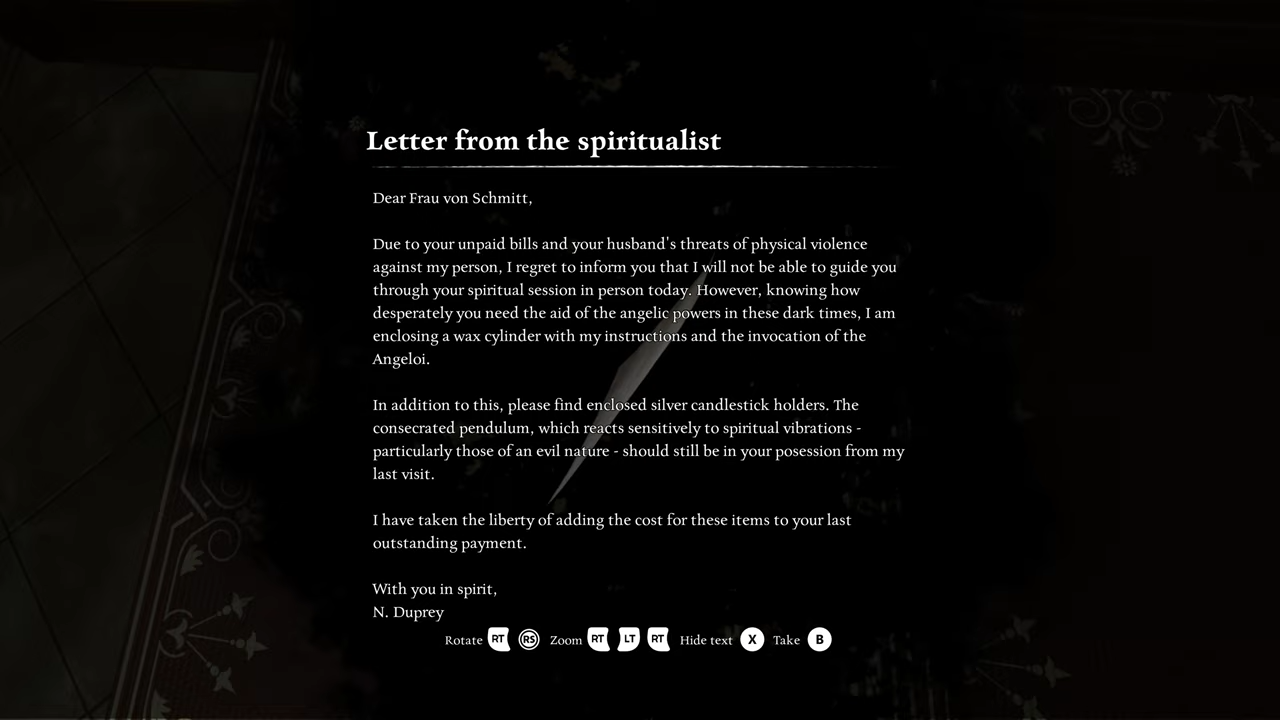 Letter from the spiritualist
Dear Frau von Schmitt,
Due to your unpaid bills and your husband's threats of physical violence
against my person, I regret to inform you that I will not be able to guide you
through your spiritual session in person today. However, knowing how
desperately you need the aid of the angelic powers in these dark times, I am
enclosing a wax cylinder with my instructions and the invocation of the
Angeloi.
In addition to this, please find enclosed silver candlestick holders. The
consecrated pendulum, which reacts sensitively to spiritual vibrations -
particularly those of an evil nature - should still be in your posession from my
last visit.
I have taken the liberty of adding the cost for these items to your last
outstanding payment.
With you in spirit,
N. Duprey
Rotate RT RS Zoom RT LT RT Hide text X Take B